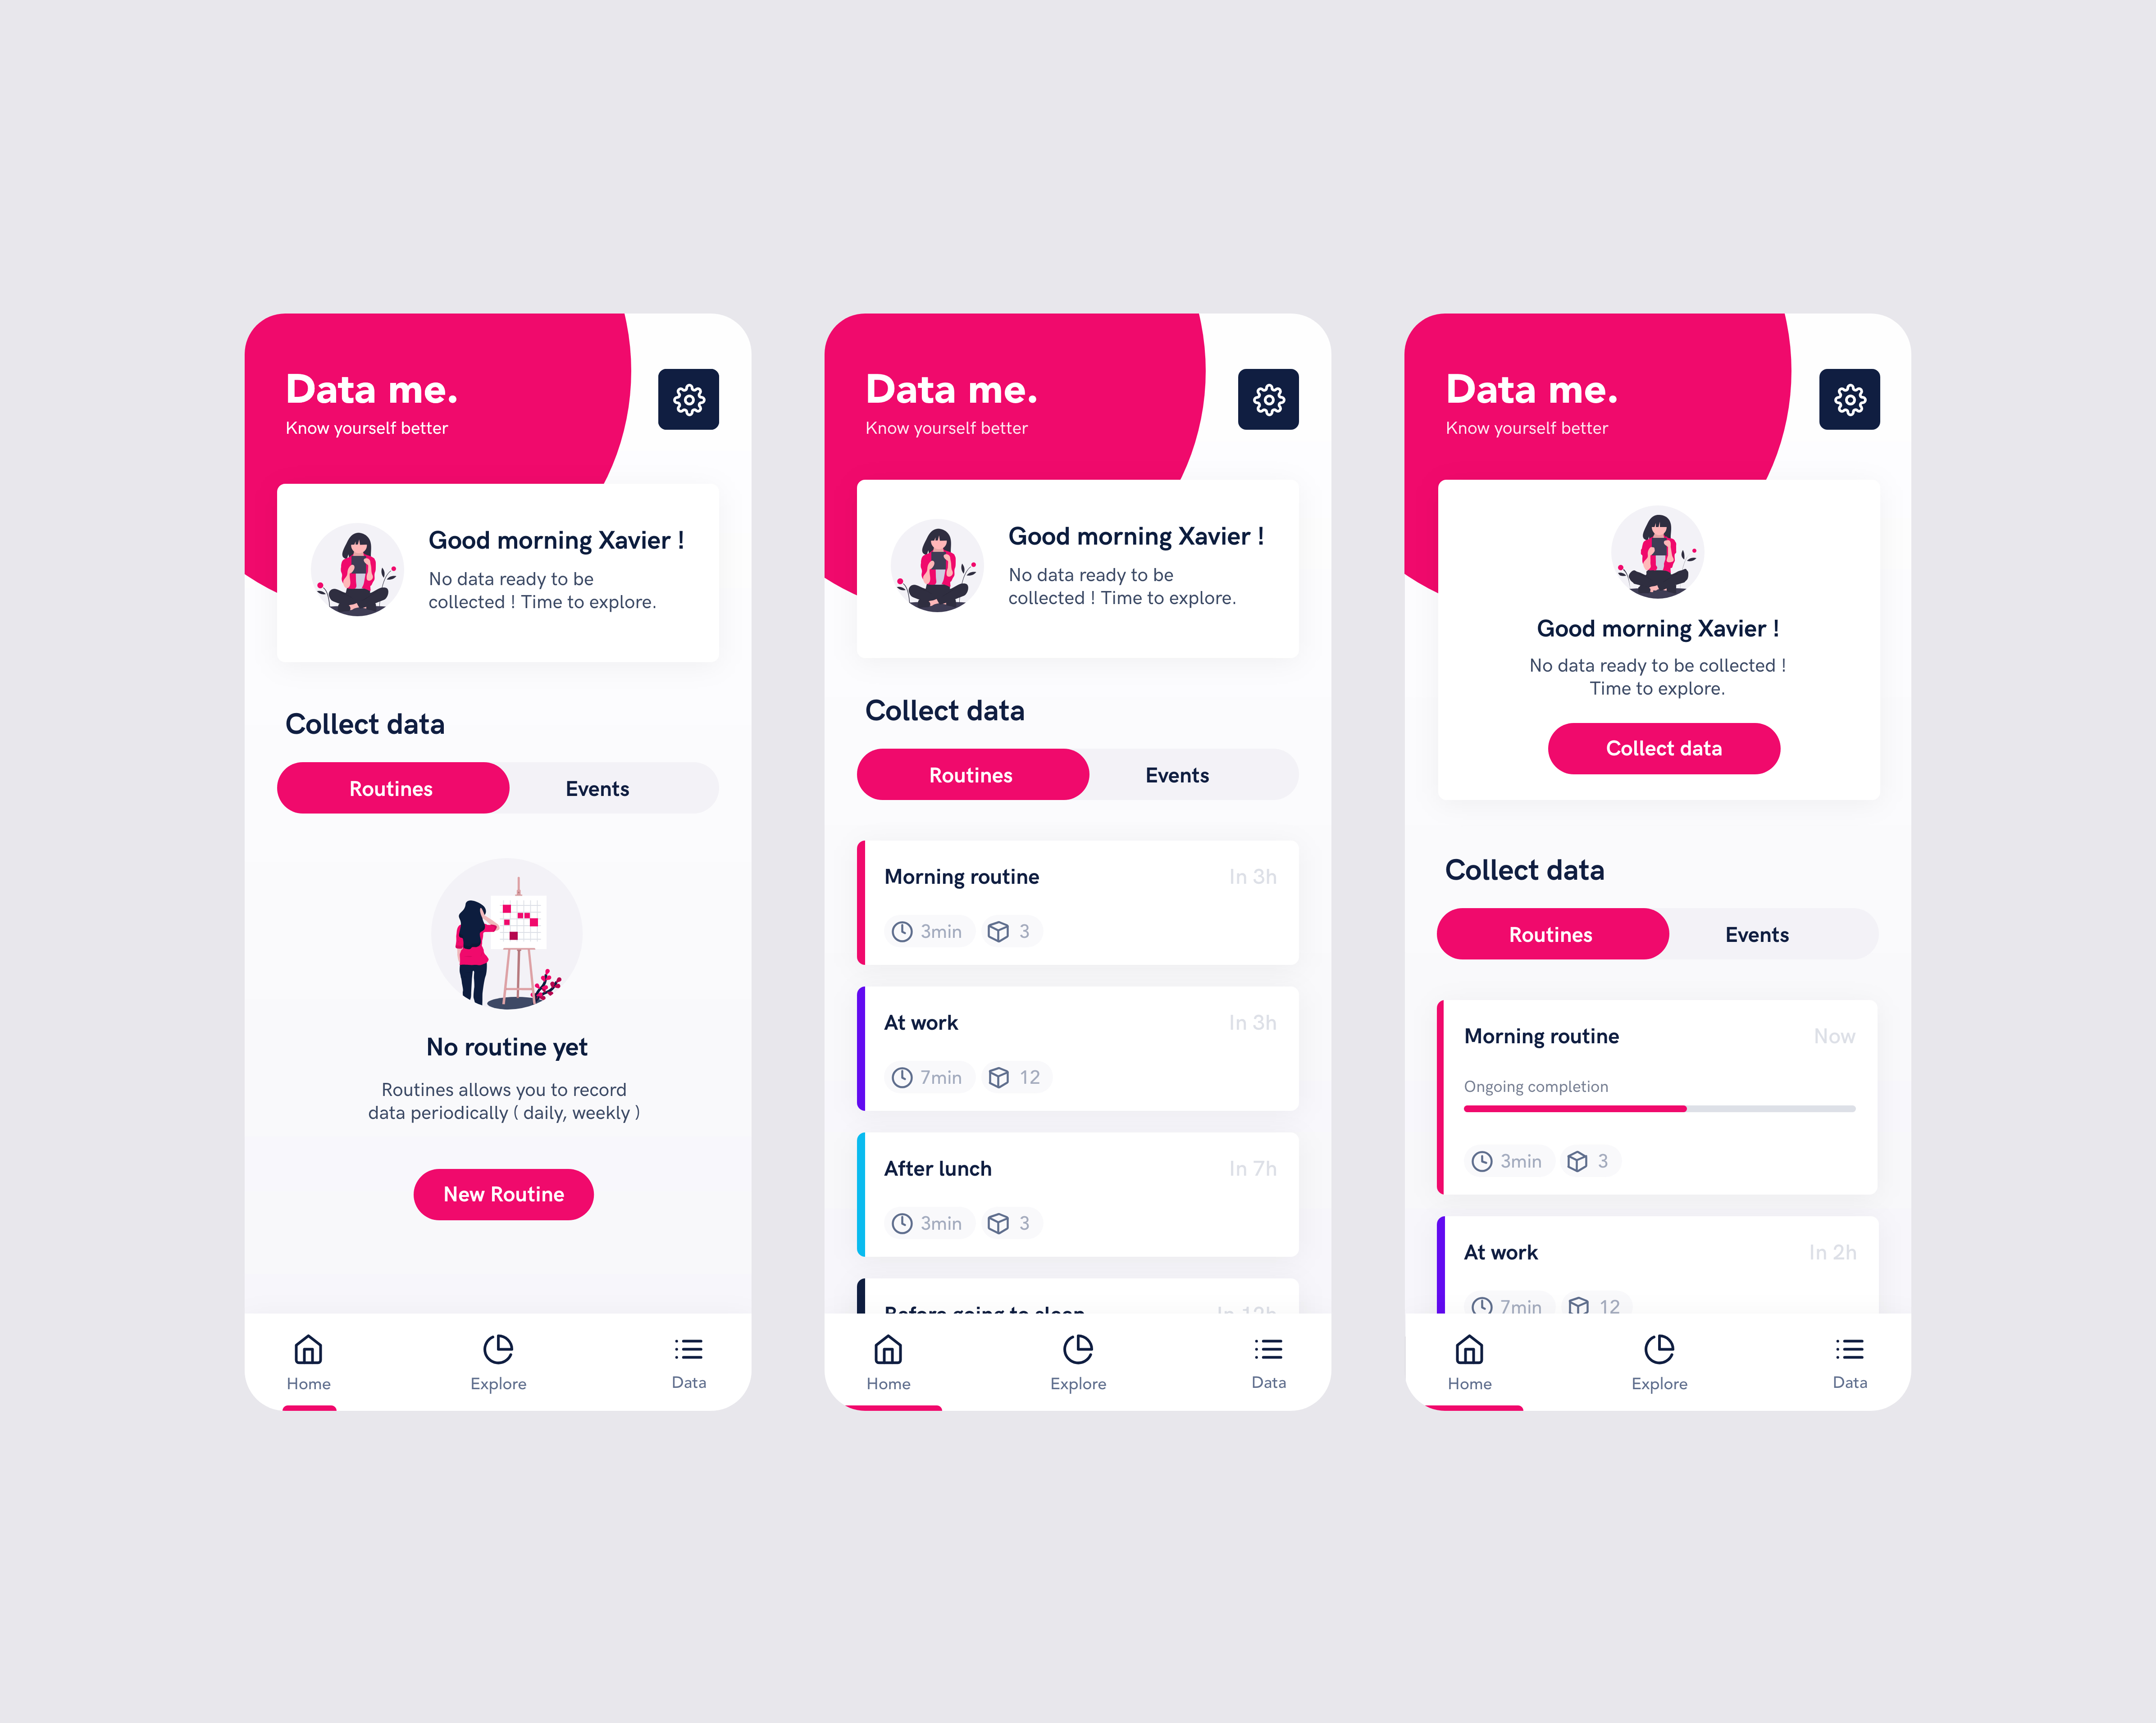 Data me.
Know yourself better
Good morning Xavier !
No data ready to be
collected ! Time to explore.
Collect data
Routines Events
No routine yet
Routines allows you to record
data periodically ( daily, weekly )
New Routine
Home Explore Data
Data me.
Know yourself better
Good morning Xavier !
No data ready to be
collected ! Time to explore.
Collect data
Routines Events
Morning routine In 3h
3min 3
At work In 3h
7min 12
After lunch In 7h
3min 3
Before going to sleep In 12h
Home Explore Data
Data me.
Know yourself better
Good morning Xavier !
No data ready to be collected !
Time to explore.
Collect data
Collect data
Routines Events
Morning routine Now
Ongoing completion
3min 3
At work In 2h
7min 12
Home Explore Data